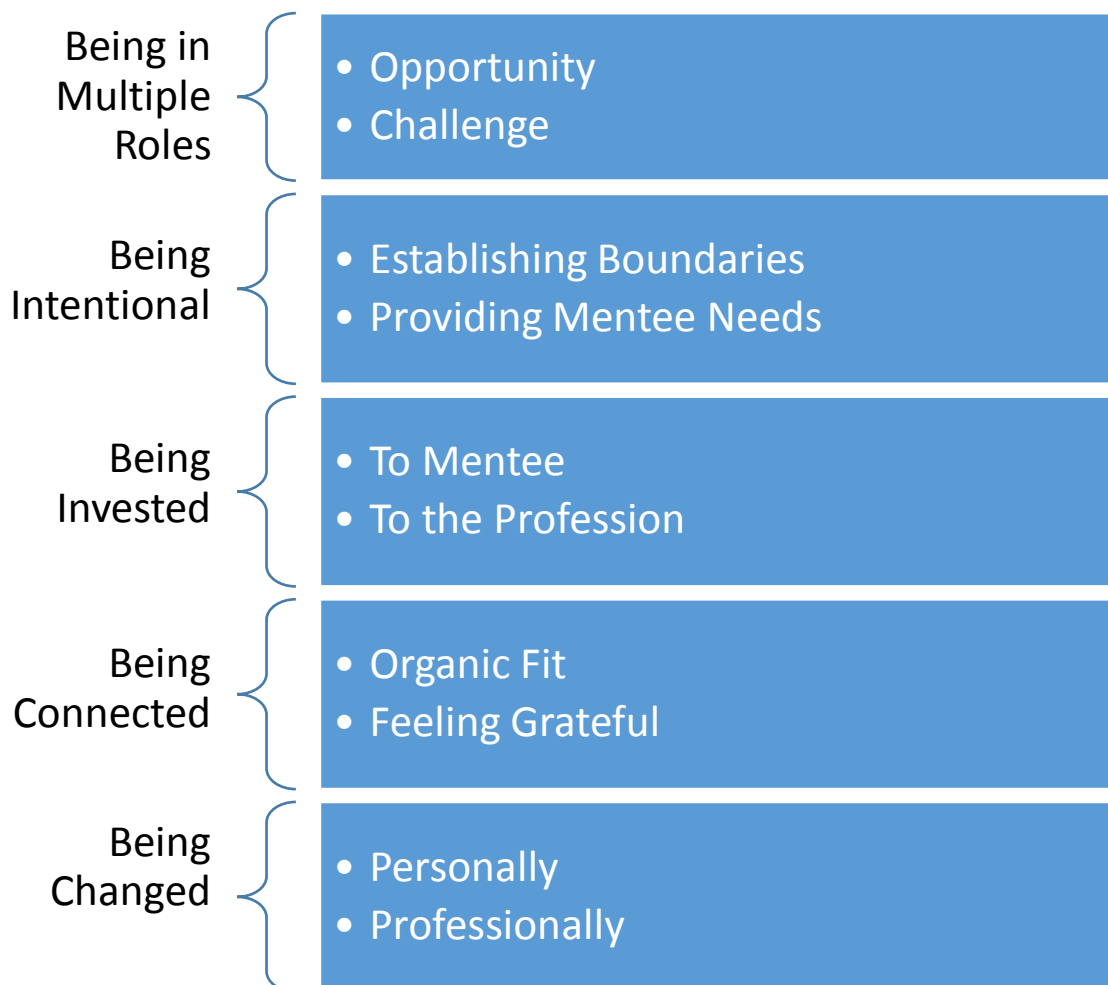 Being in
Multiple
Roles
• Opportunity
• Challenge
Being
Intentional
• Establishing Boundaries
• Providing Mentee Needs
Being
Invested
• To Mentee
• To the Profession
Being
Connected
• Organic Fit
• Feeling Grateful
Being
Changed
• Personally
• Professionally